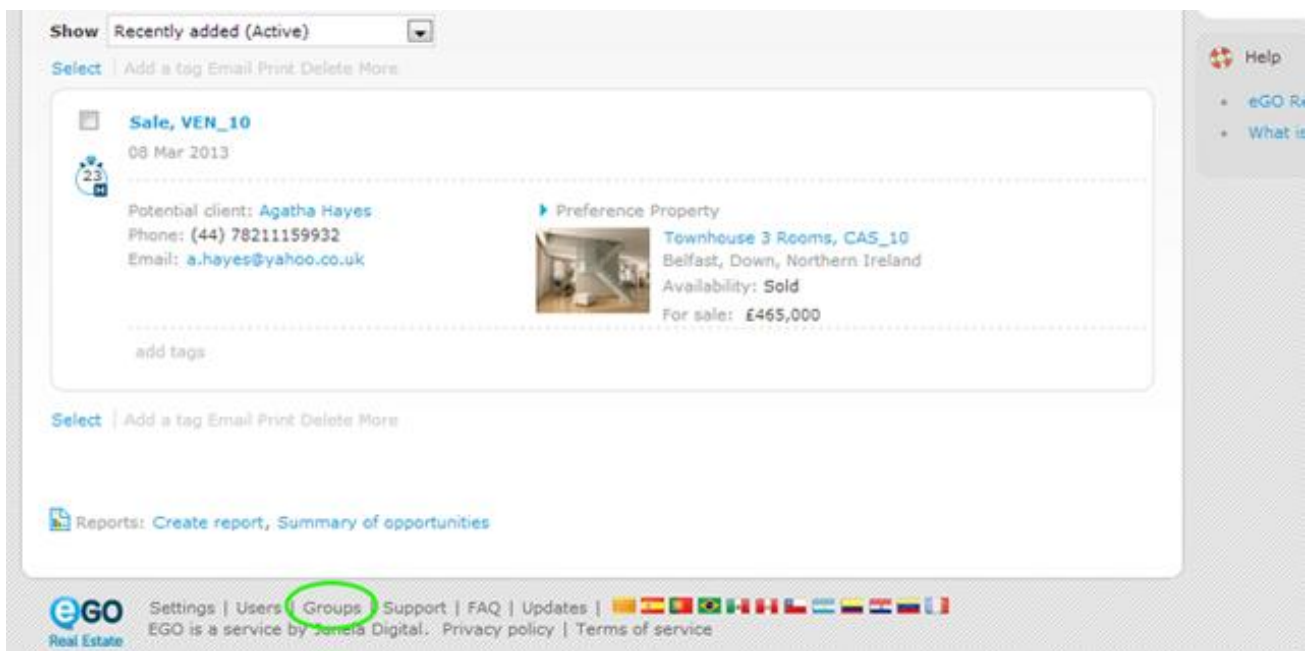 Show Recently added (Active)
Select | Add a tag Email Print Delete More
Help
eGO Re
What is
Sale, VEN_10
08 Mar 2013
23
H
Potential client: Agatha Hayes
Preference Property
Phone: (44) 78211159932
Townhouse 3 Rooms, CAS_10
Email: a.hayes@yahoo.co.uk
Belfast, Down, Northern Ireland
Availability: Sold
For sale: £465,000
add tags
Select | Add a tag Email Print Delete More
Reports: Create report, Summary of opportunities
eGO Real Estate
Settings | Users | Groups | Support | FAQ | Updates |
EGO is a service by Janela Digital. Privacy policy | Terms of service